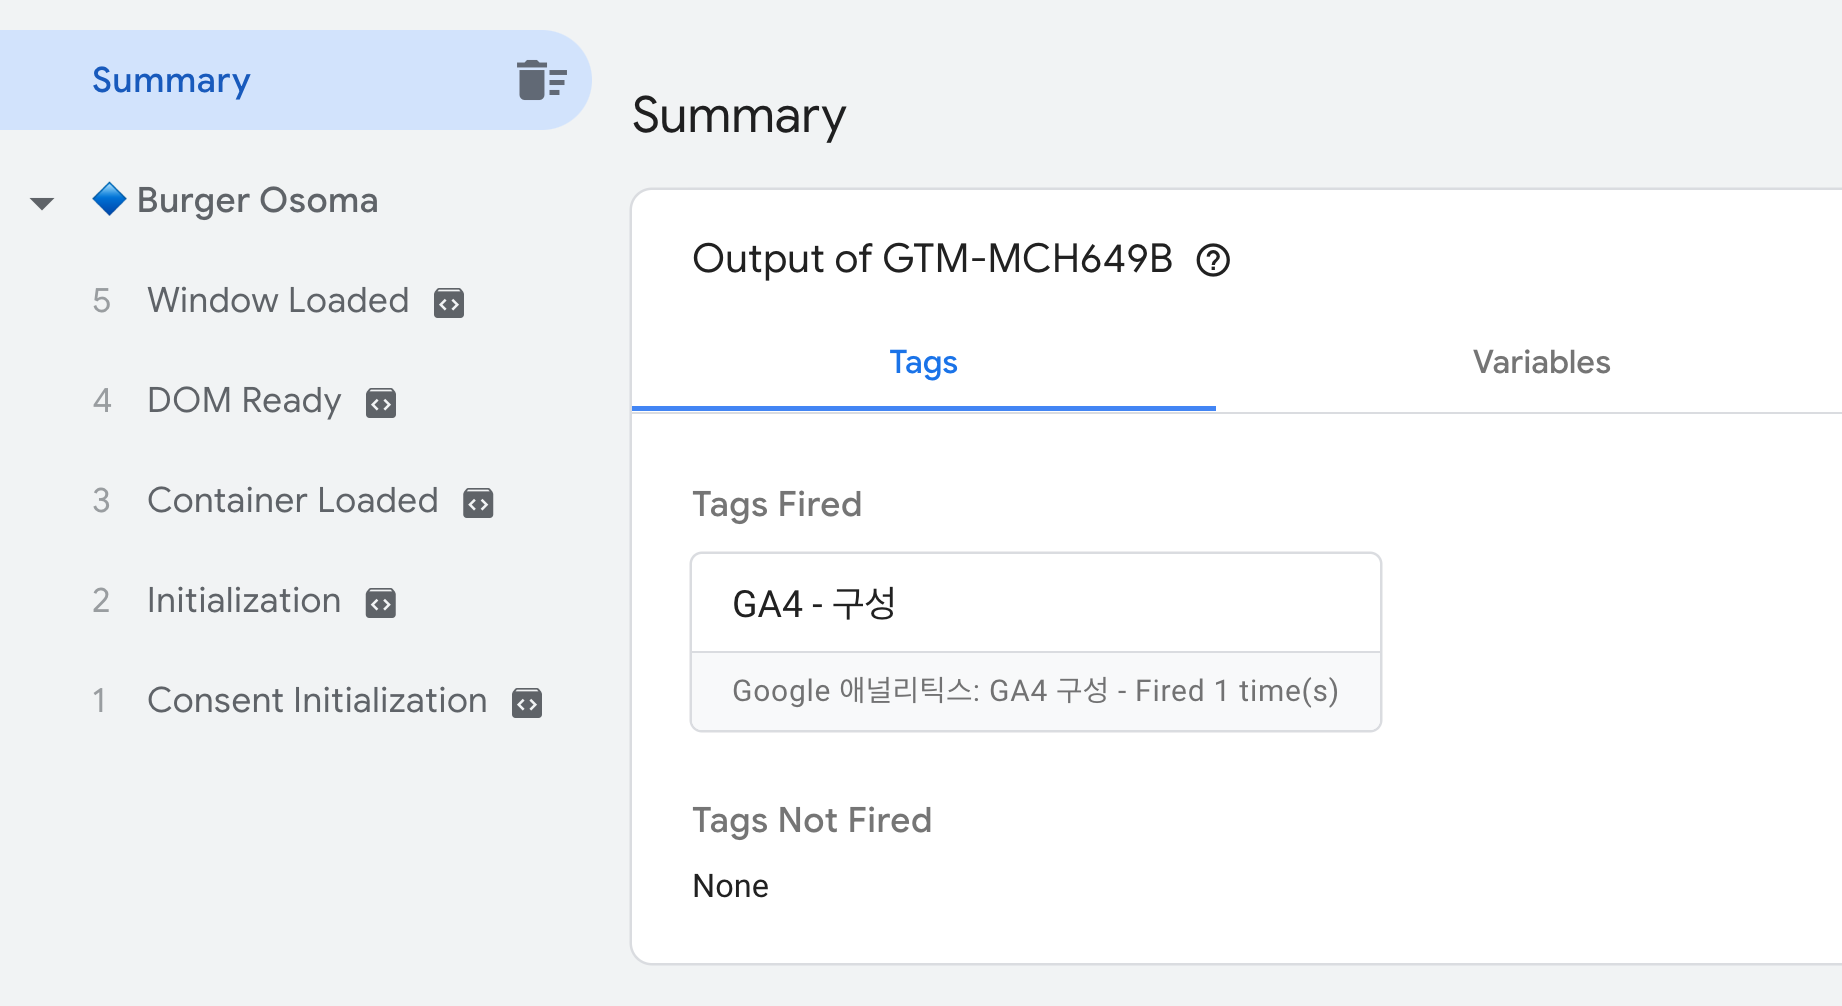 Summary
Burger Osoma
5 Window Loaded
4 DOM Ready
3 Container Loaded
2 Initialization
1 Consent Initialization
Summary
Output of GTM-MCH649B
Tags Variables
Tags Fired
GA4 - 구성
Google 애널리틱스: GA4 구성 - Fired 1 time(s)
Tags Not Fired
None